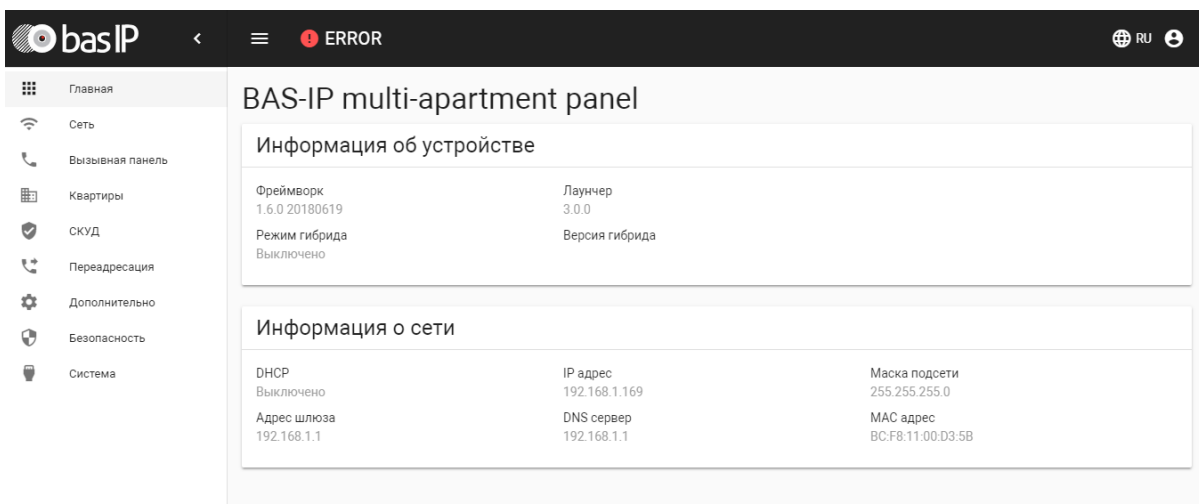 bas IP
ERROR
RU
Главная
Сеть
Вызывная панель
Квартиры
СКУД
Переадресация
Дополнительно
Безопасность
Система
BAS-IP multi-apartment panel
Информация об устройстве
Фреймворк
1.6.0 20180619
Лаунчер
3.0.0
Режим гибрида
Выключено
Версия гибрида
Информация о сети
DHCP
Выключено
IP адрес
192.168.1.169
Маска подсети
255.255.255.0
Адрес шлюза
192.168.1.1
DNS сервер
192.168.1.1
MAC адрес
BC:F8:11:00:D3:5B